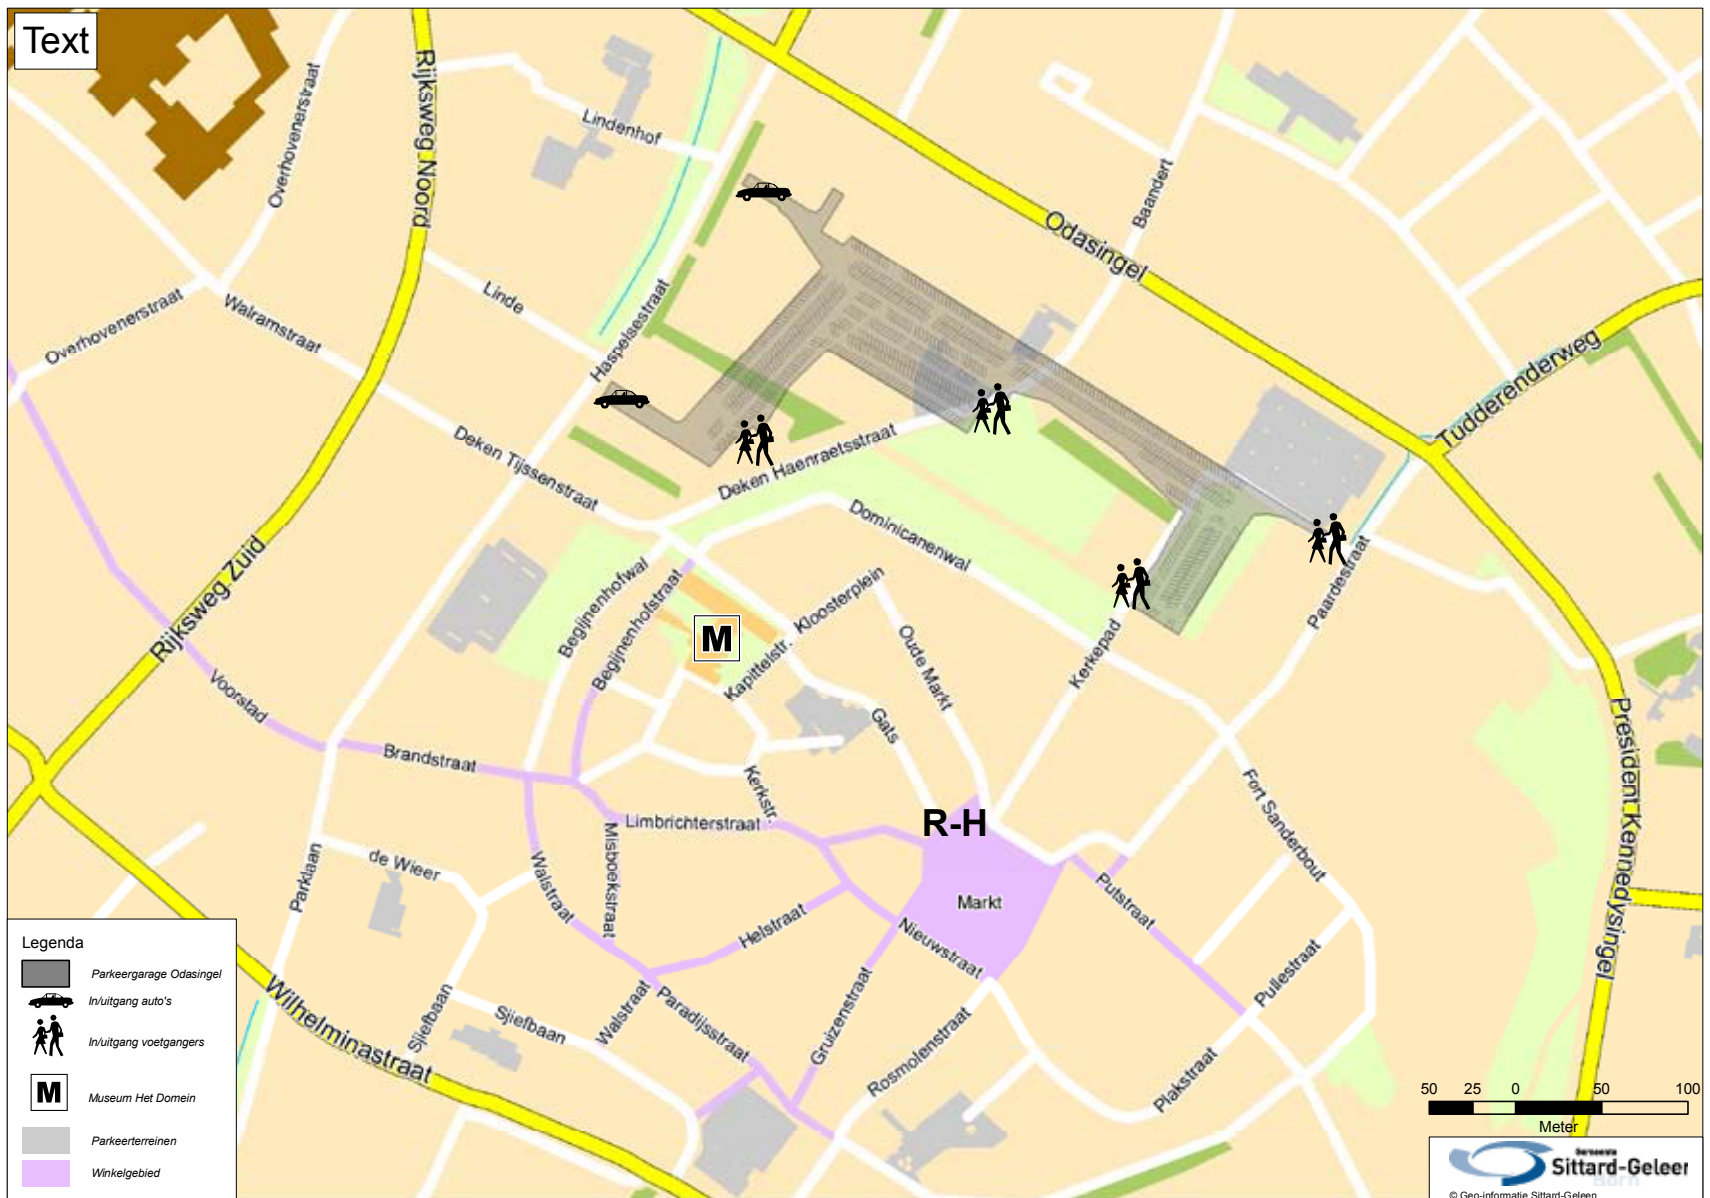 Text
Overhovenerstraat
Rijksweg Noord
Lindenhof
Baandert
Odasingel
Overhovenerstraat
Walramstraat
Linde
Haspelsestraat
Tudderenderweg
Deken Tijssenstraat
Deken Haenraetsstraat
Dominicanenwal
Rijksweg Zuid
Begijnenhofwal
Begijnenhofstraat
M
Kloosterplein
Kapittelstr.
Oude Markt
Kerkepad
Paardestraat
Voorstad
Gats
Brandstraat
Kerkstr.
Limbrichterstraat
R-H
Fort Sanderbout
President Kennedysingel
Misboekstraat
de Wieer
Parklaan
Walstraat
Markt
Putstraat
Helstraat
Nieuwstraat
Pullestraat
Gruizenstraat
Walstraat
Paradijsstraat
Sjiefbaan
Sjiefbaan
Rosmolenstraat
Plakstraat
Wilhelminastraat
Legenda
Parkeergarage Odasingel
In/uitgang auto's
In/uitgang voetgangers
M Museum Het Domein
Parkeerterreinen
Winkelgebied
50 25 0 50 100
Meter
Gemeente
Sittard-Geleen
Born
© Geo-informatie Sittard-Geleen